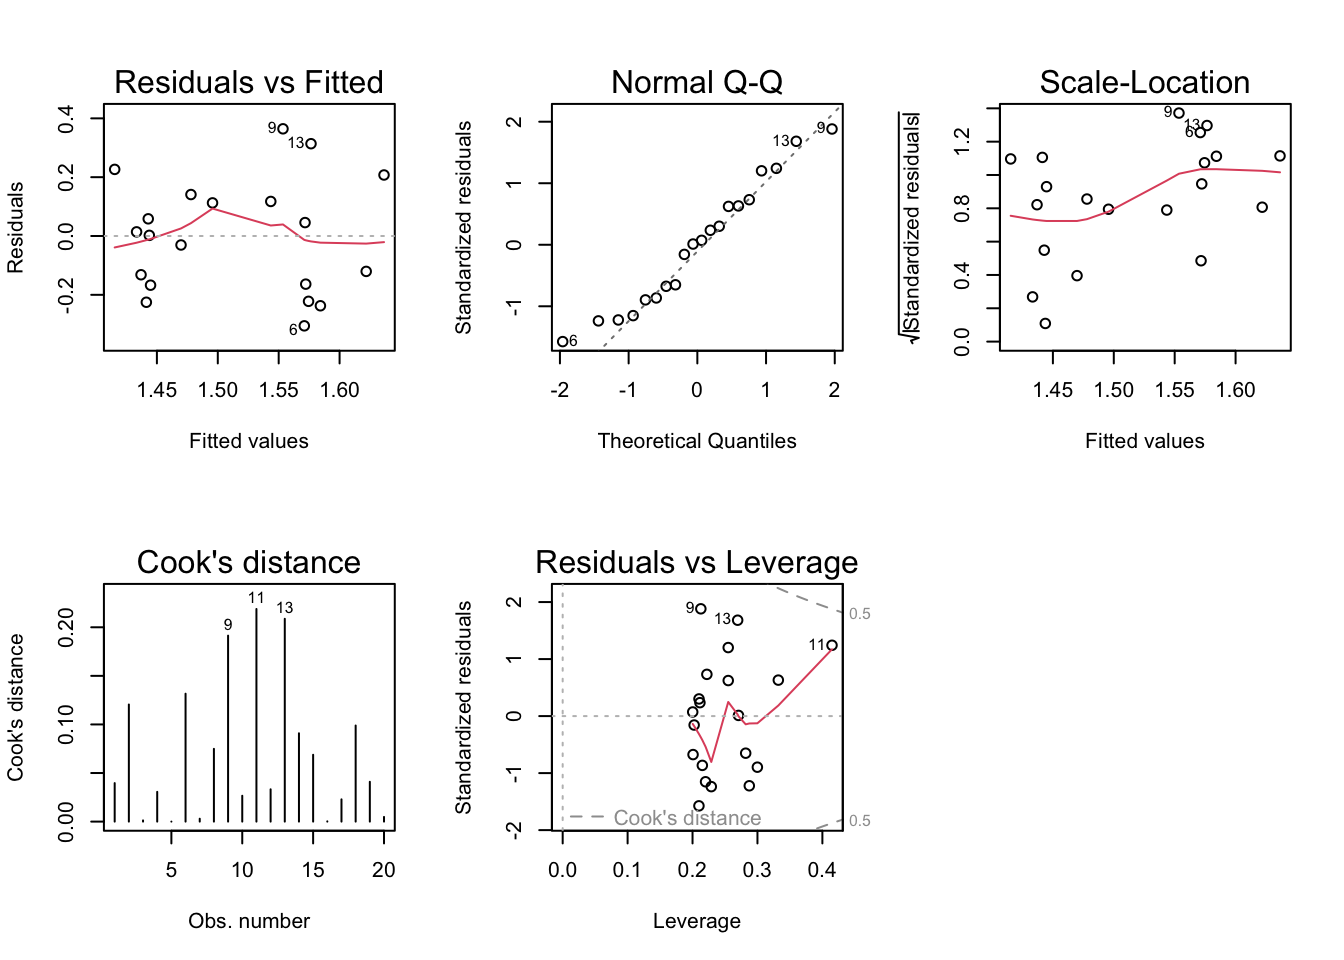 Residuals vs Fitted
Residuals
0.4
0.2
0.0
-0.2
9
13
6
1.45 1.50 1.55 1.60
Fitted values
Normal Q-Q
Standardized residuals
2
1
0
-1
13
9
6
-2 -1 0 1 2
Theoretical Quantiles
Scale-Location
√|Standardized residuals|
1.2
0.8
0.4
0.0
9
13
6
1.45 1.50 1.55 1.60
Fitted values
Cook's distance
Cook's distance
0.20
0.10
0.00
9
11
13
5 10 15 20
Obs. number
Residuals vs Leverage
Standardized residuals
2
1
0
-1
-2
9
13
11
0.5
0.5
Cook's distance
0.0 0.1 0.2 0.3 0.4
Leverage